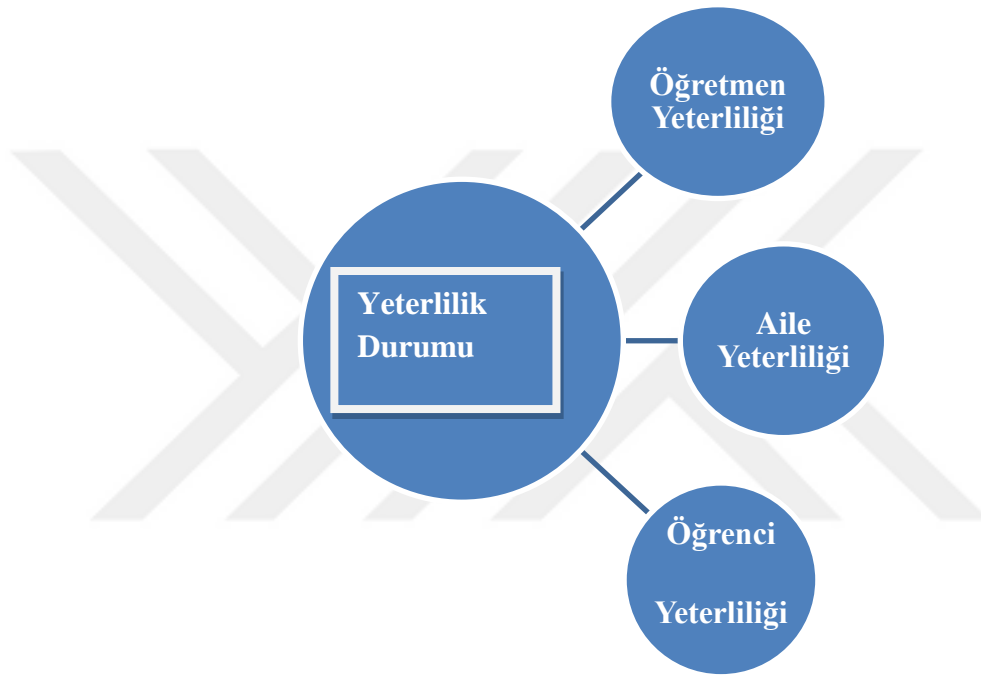 Öğretmen
Yeterliliği
Yeterlilik
Durumu
Aile
Yeterliliği
Öğrenci
Yeterliliği